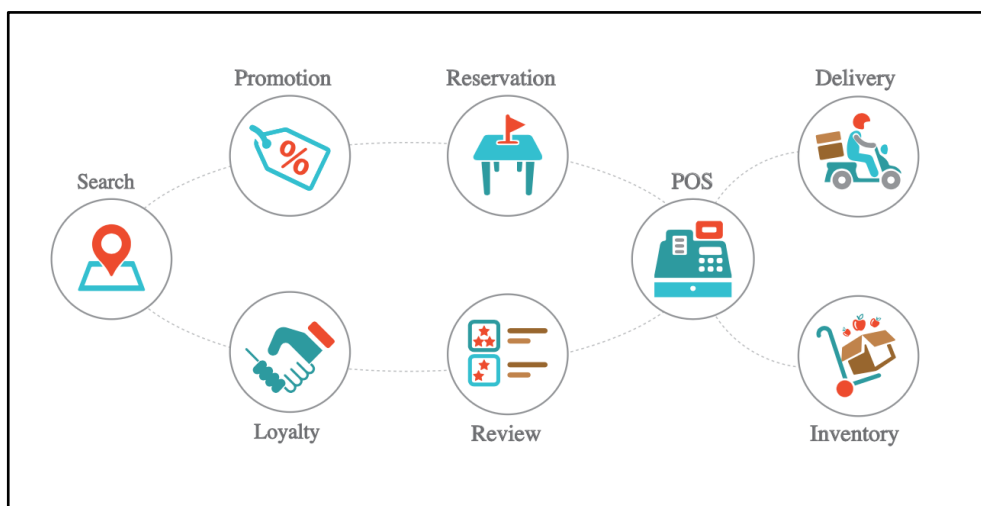 Promotion
Reservation
Delivery
Search
POS
%
Loyalty
Review
Inventory